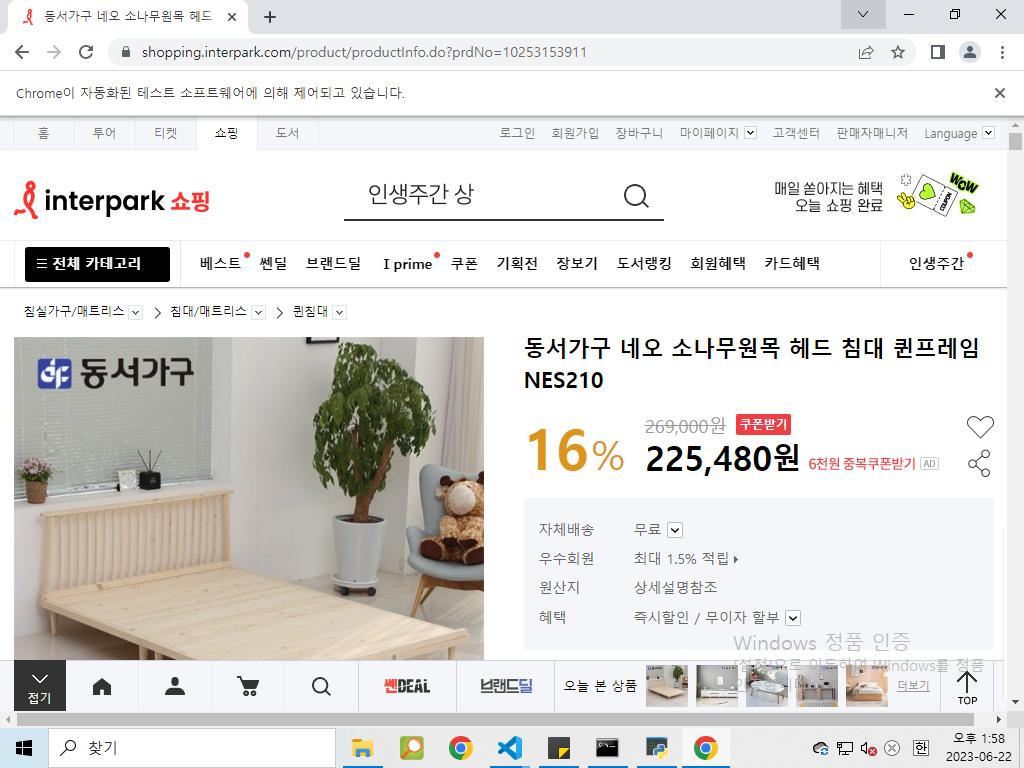 동서가구 네오 소나무원목 헤드
shopping.interpark.com/product/productInfo.do?prdNo=10253153911
Chrome이 자동화된 테스트 소프트웨어에 의해 제어되고 있습니다.
홈 투어 티켓 쇼핑 도서 로그인 회원가입 장바구니 마이페이지 고객센터 판매자매니저 Language
interpark 쇼핑 인생주간 상 매일 쏟아지는 혜택
오늘 쇼핑 완료
WOW
COUPON
전체 카테고리 베스트 쎈딜 브랜드딜 I prime 쿠폰 기획전 장보기 도서랭킹 회원혜택 카드혜택 인생주간
침실가구/매트리스 침대/매트리스 퀸침대
동서가구
동서가구 네오 소나무원목 헤드 침대 퀸프레임
NES210
269,000원 쿠폰받기
16% 225,480원 6천원 중복쿠폰받기 AD
자체배송 무료
우수회원 최대 1.5% 적립
원산지 상세설명참조
혜택 즉시할인 / 무이자 할부
Windows 정품 인증
[설정]으로 이동하여 Windows를 정품
접기 쎈DEAL 브랜드딜 오늘 본 상품 더보기 TOP
찾기
한
오후 1:58
2023-06-22